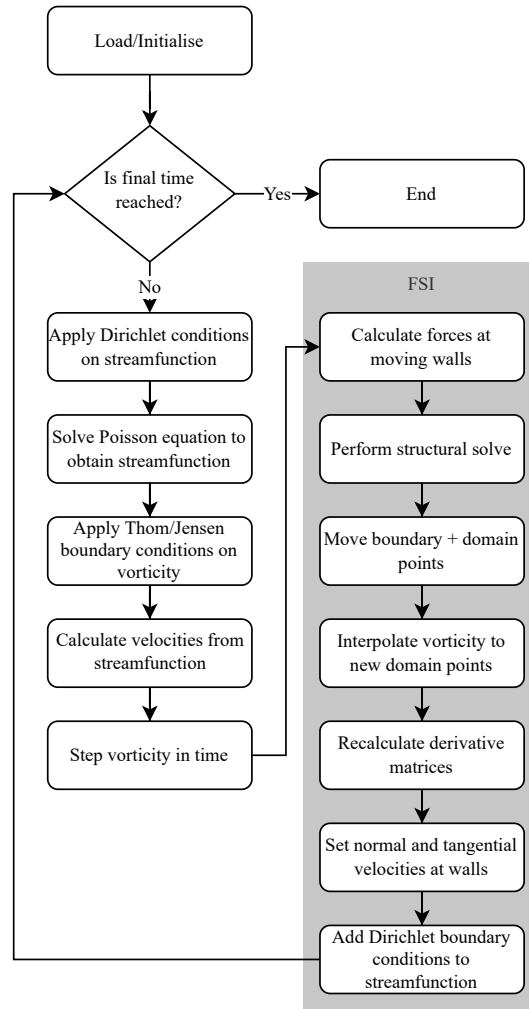 Load/Initialise
Is final time
reached?
Yes
End
No
Apply Dirichlet conditions
on streamfunction
Solve Poisson equation to
obtain streamfunction
Apply Thom/Jensen
boundary conditions on
vorticity
Calculate velocities from
streamfunction
Step vorticity in time
FSI
Calculate forces at
moving walls
Perform structural solve
Move boundary + domain
points
Interpolate vorticity to
new domain points
Recalculate derivative
matrices
Set normal and tangential
velocities at walls
Add Dirichlet boundary
conditions to
streamfunction